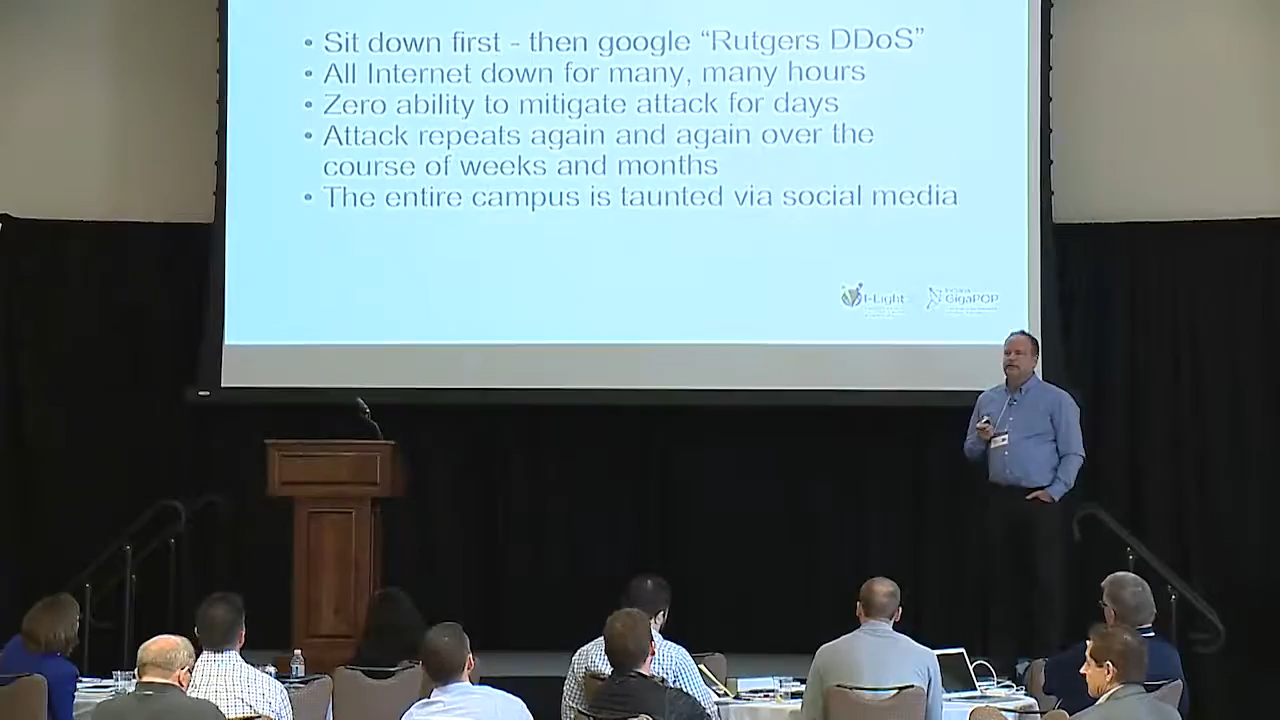 • Sit down first - then google “Rutgers DDoS”
• All Internet down for many, many hours
• Zero ability to mitigate attack for days
• Attack repeats again and again over the
course of weeks and months
• The entire campus is taunted via social media
I-Light
Indiana
GigaPOP